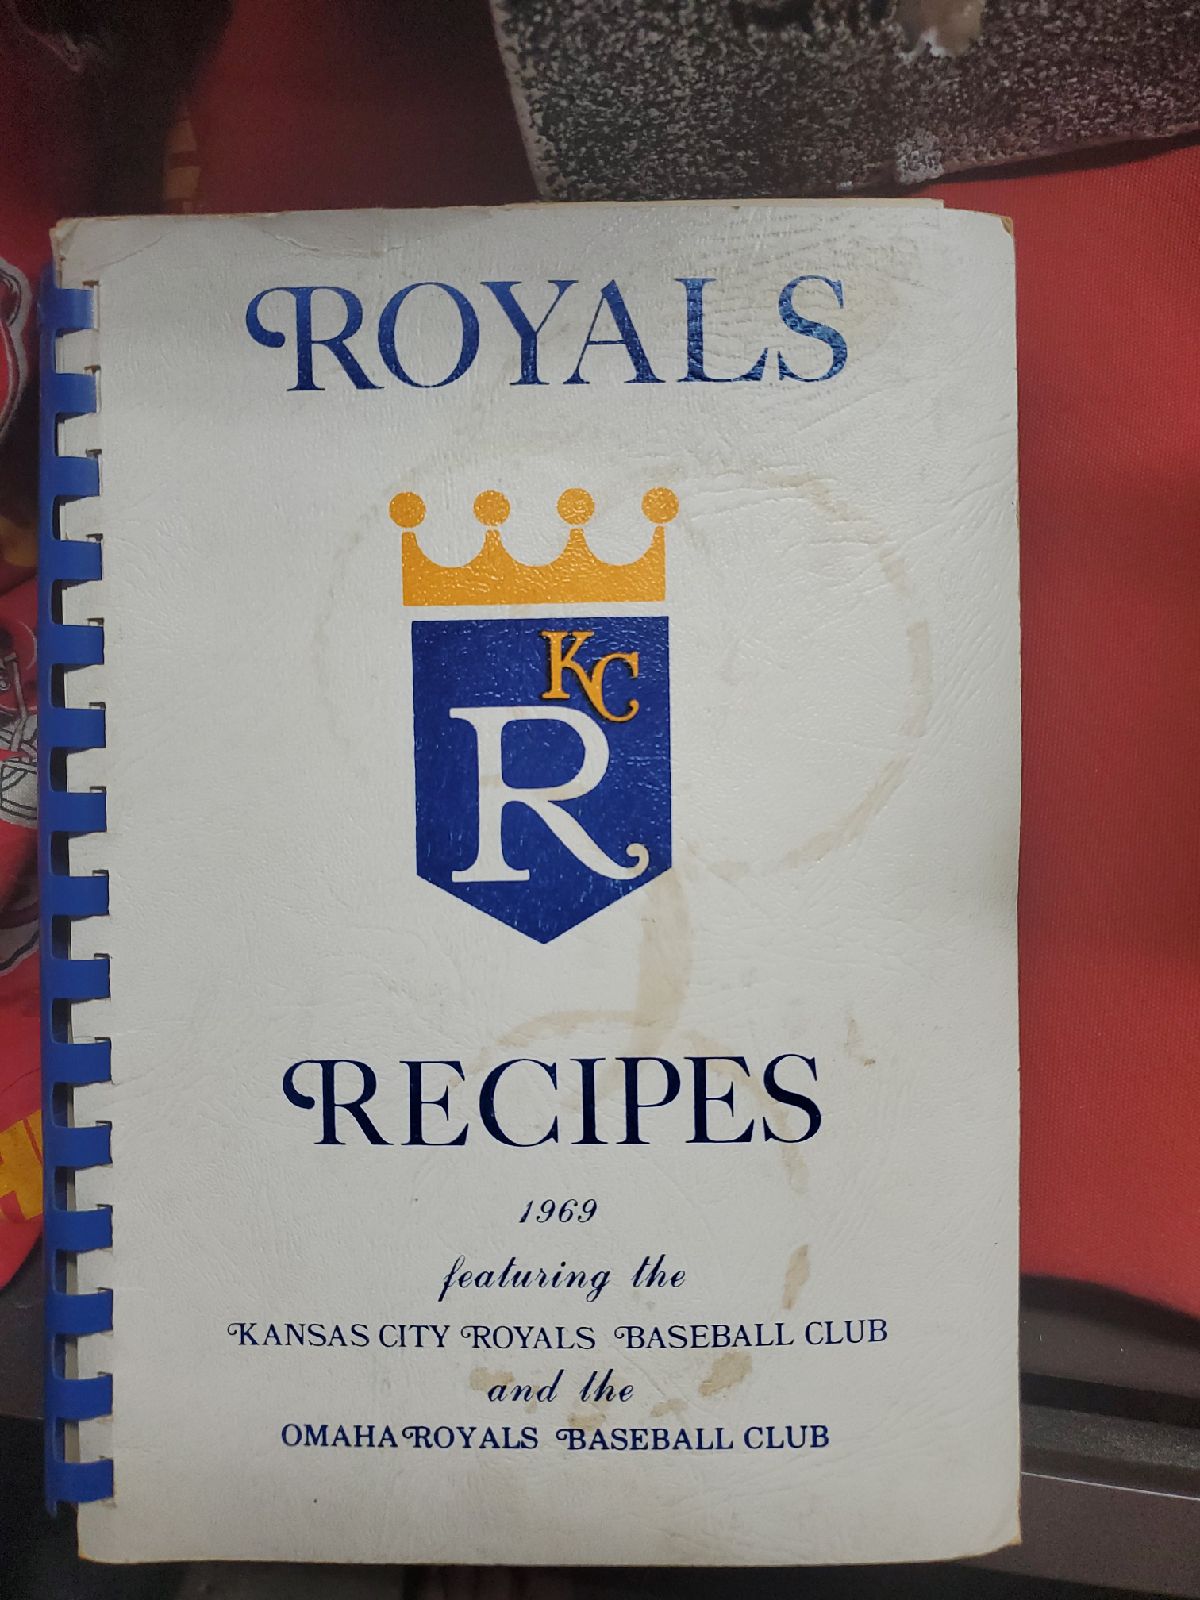 ROYALS
KC
R
RECIPES
1969
featuring the
KANSAS CITY ROYALS BASEBALL CLUB
and the
OMAHA ROYALS BASEBALL CLUB